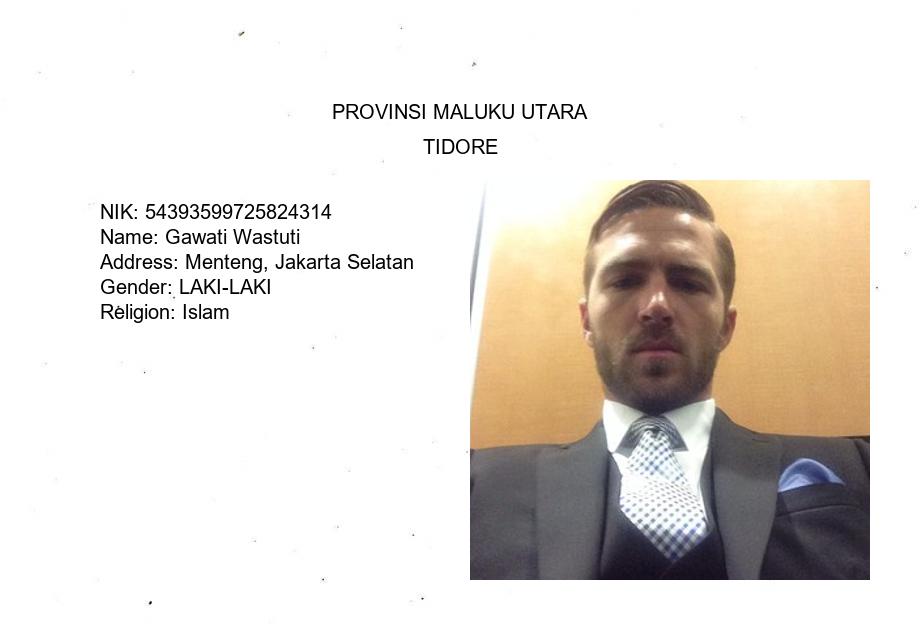 PROVINSI MALUKU UTARA
TIDORE
NIK: 54393599725824314
Name: Gawati Wastuti
Address: Menteng, Jakarta Selatan
Gender: LAKI-LAKI
Religion: Islam